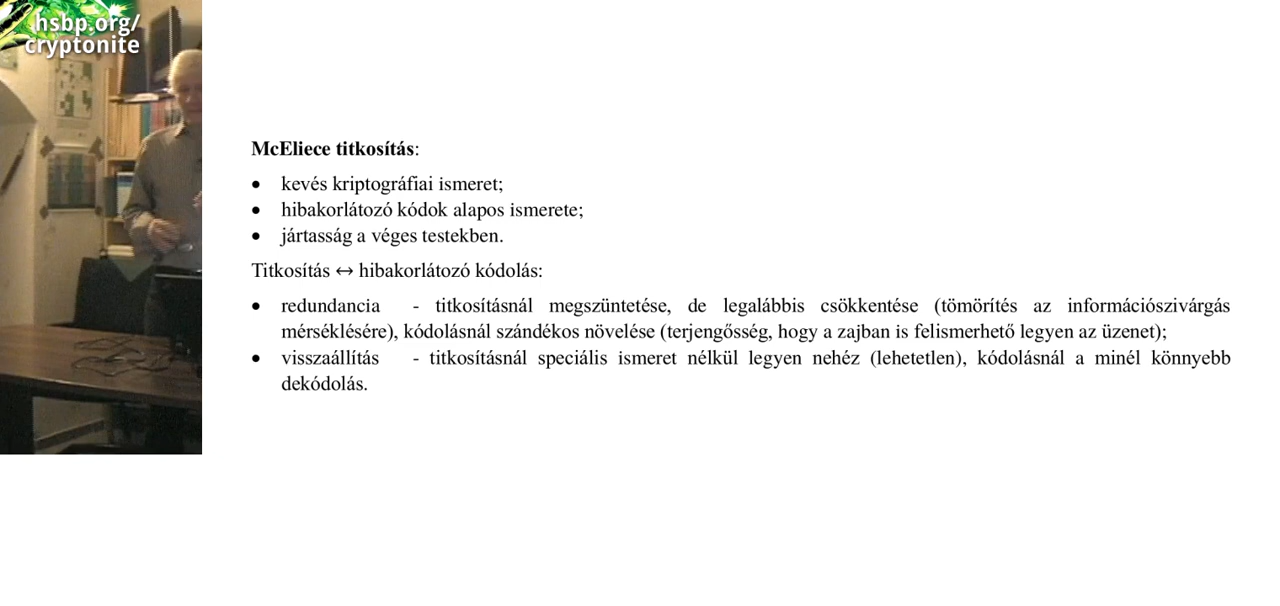 hsbp.org/
cryptonite
McEliece titkosítás:
• kevés kriptográfiai ismeret;
• hibakorlátozó kódok alapos ismerete;
• jártasság a véges testekben.
Titkosítás ↔ hibakorlátozó kódolás:
• redundancia - titkosításnál megszüntetése, de legalábbis csökkentése (tömörítés az információszivárgás
mérséklésére), kódolásnál szándékos növelése (terjengősség, hogy a zajban is felismerhető legyen az üzenet);
• visszaállítás - titkosításnál speciális ismeret nélkül legyen nehéz (lehetetlen), kódolásnál a minél könnyebb
dekódolás.